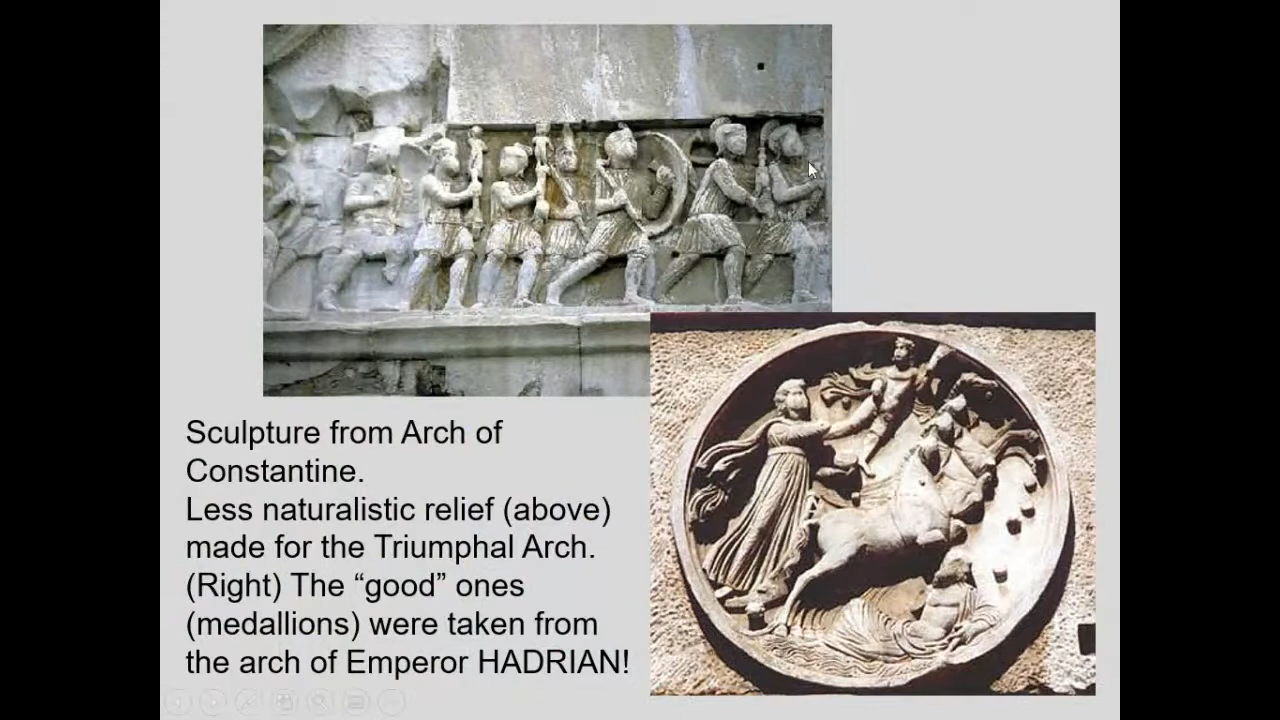 Sculpture from Arch of
Constantine.
Less naturalistic relief (above)
made for the Triumphal Arch.
(Right) The “good” ones
(medallions) were taken from
the arch of Emperor HADRIAN!